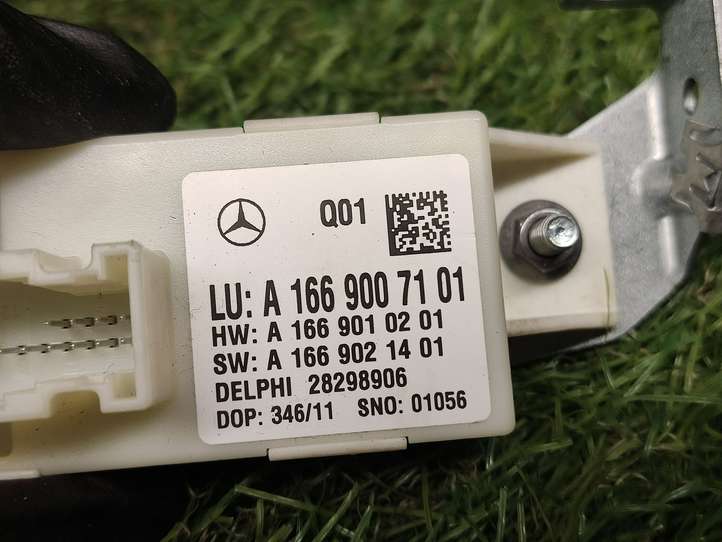 Q01
LU: A 166 900 71 01
HW: A 166 901 02 01
SW: A 166 902 14 01
DELPHI 28298906
DOP: 346/11 SNO: 01056